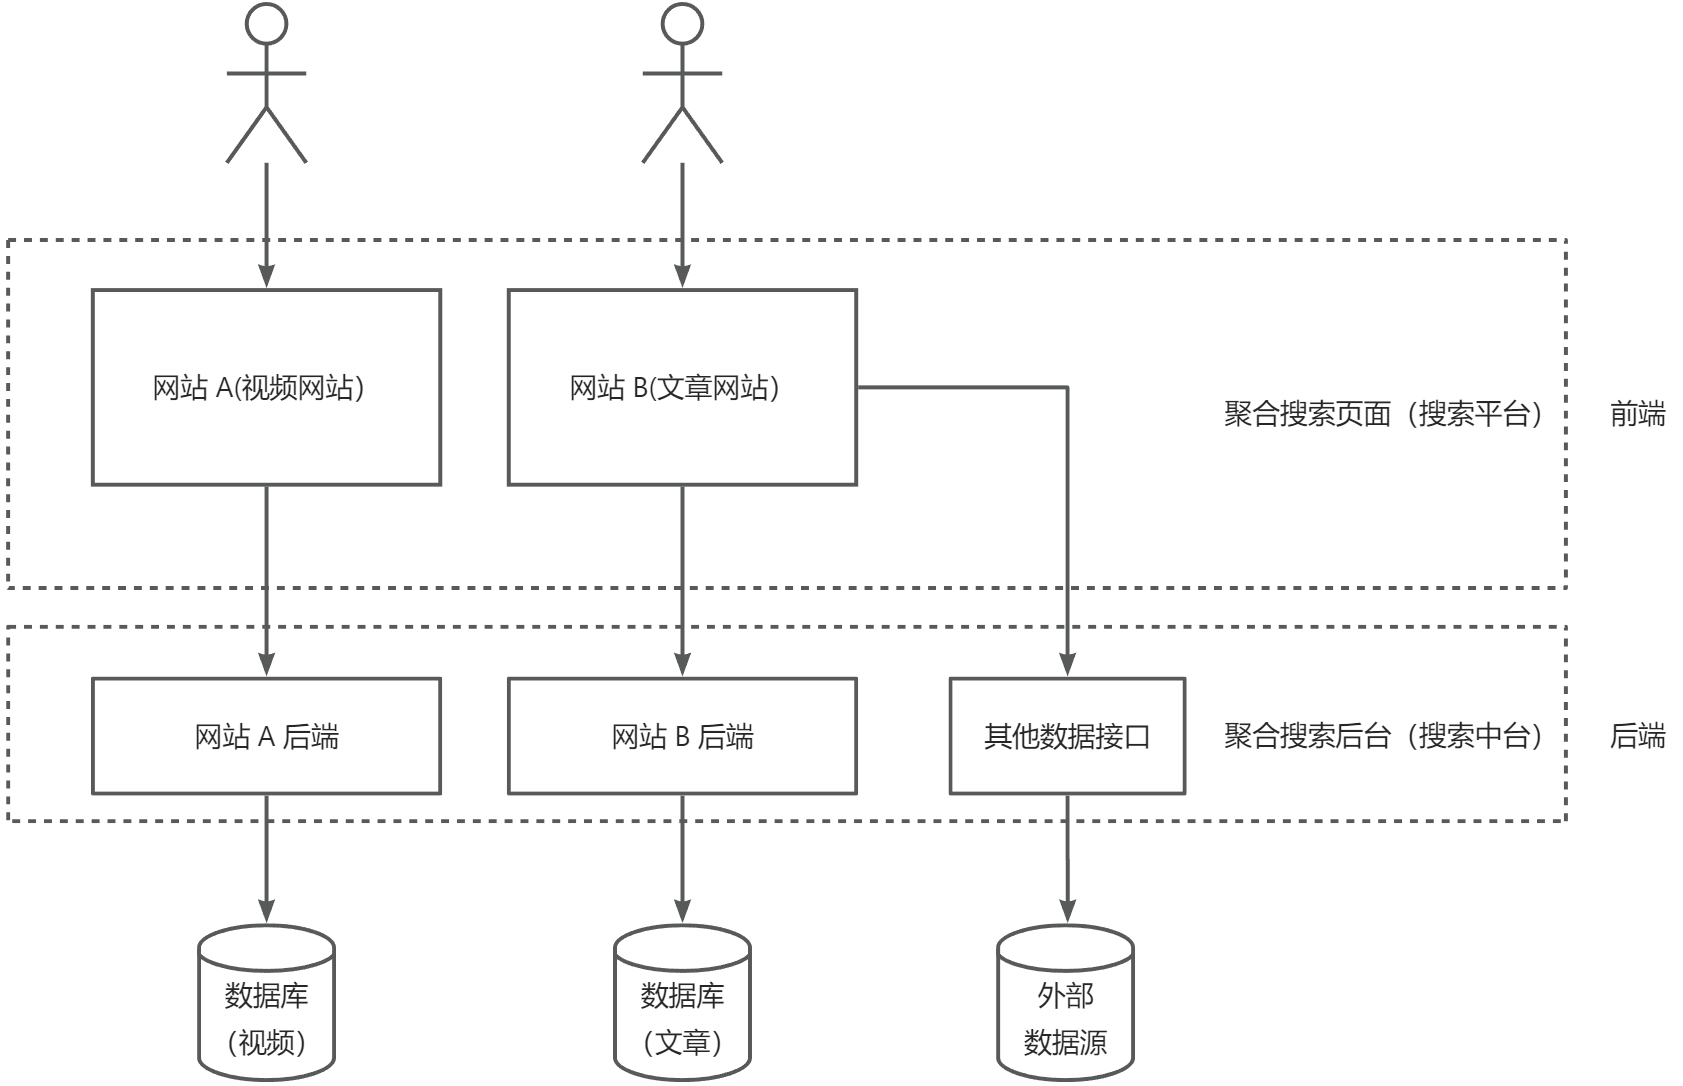 网站 A(视频网站）
网站 B(文章网站）
聚合搜索页面（搜索平台）
前端
网站 A 后端
网站 B 后端
其他数据接口
聚合搜索后台（搜索中台）
后端
数据库
（视频）
数据库
（文章）
外部
数据源